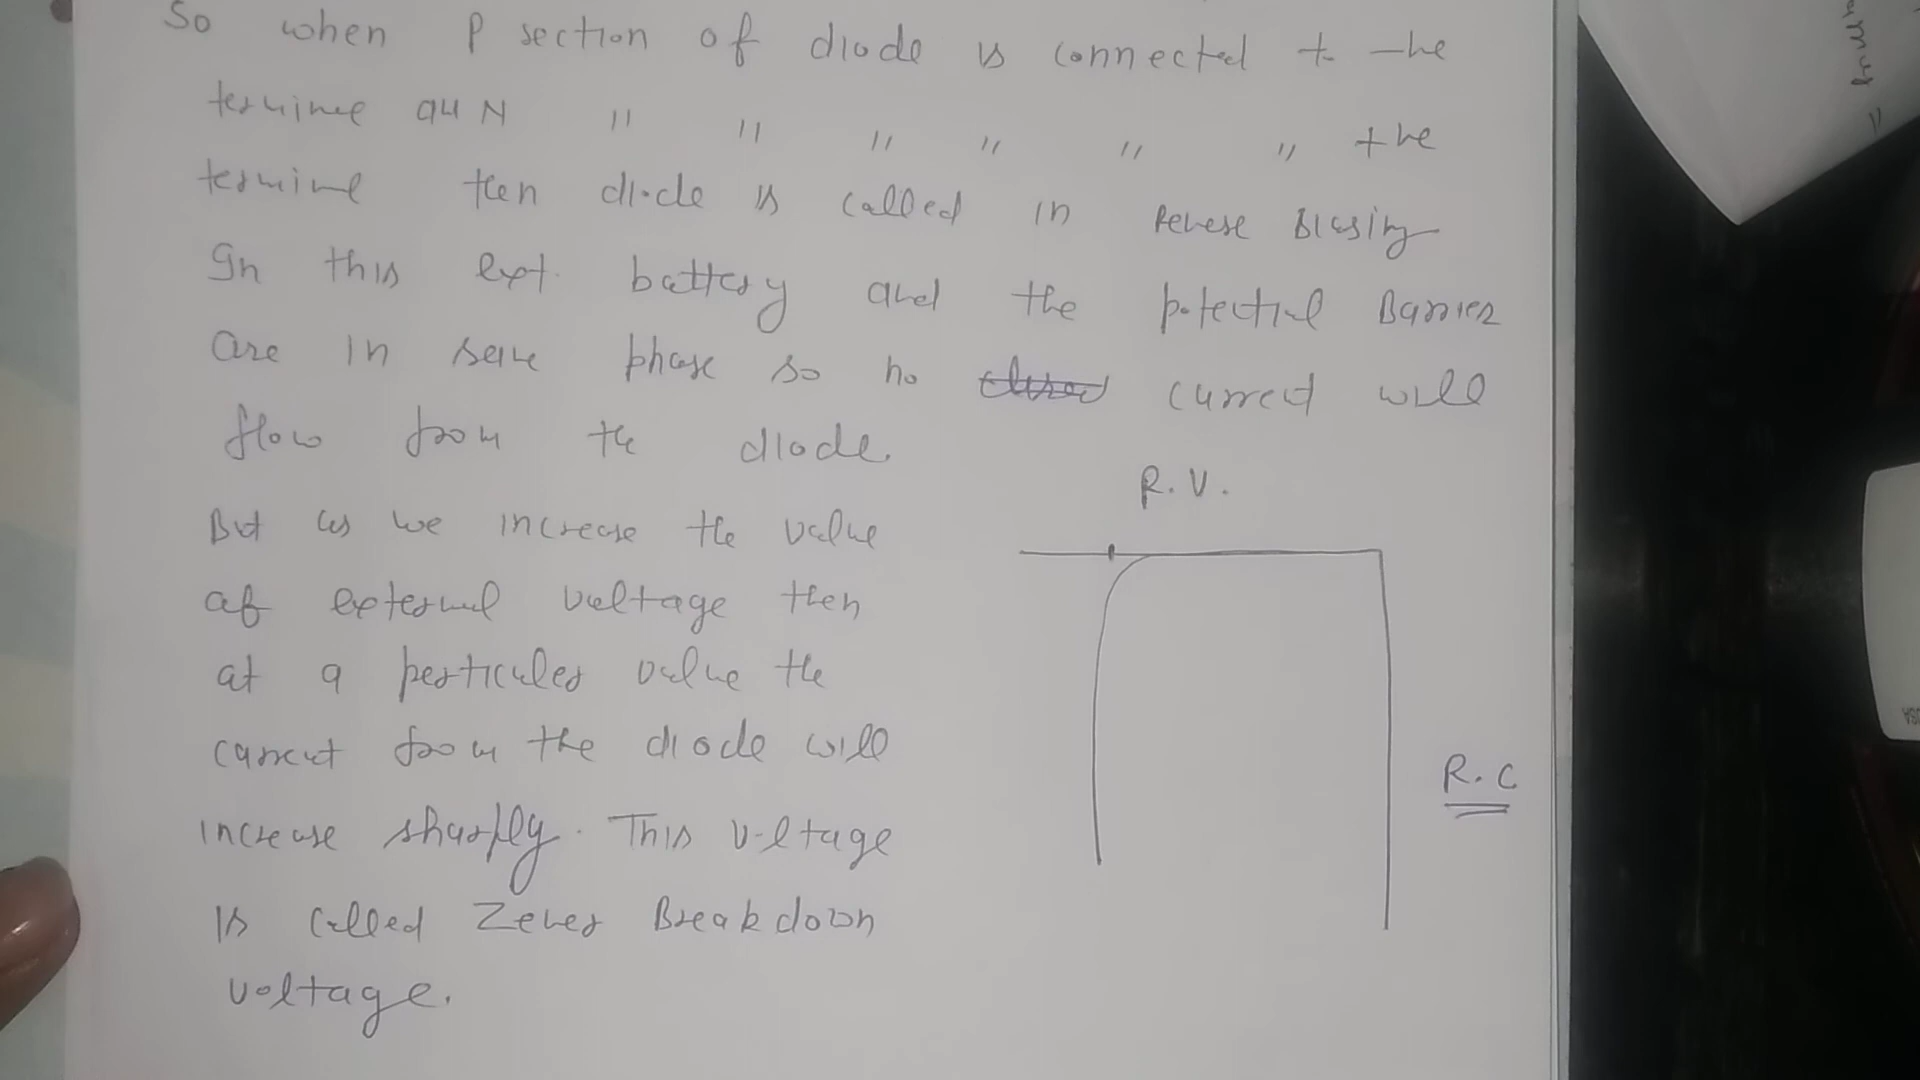 So when P section of diode is connected to -ve
terminal and N " " " " " " +ve
terminal then diode is called in Reverse Biasing
In this ext. battery and the potential Barrier
are in same phase so no current will
flow from the diode.
But as we increase the value
of external voltage then
at a perticuler value the
current from the diode will
increase sharply. This voltage
is called Zener Breakdown
voltage.
R.V.
R.C